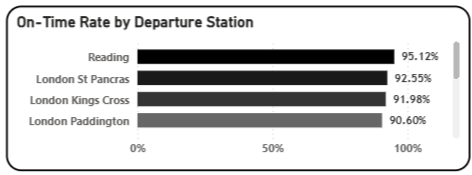 On-Time Rate by Departure Station
Reading 95.12%
London St Pancras 92.55%
London Kings Cross 91.98%
London Paddington 90.60%
0% 50% 100%